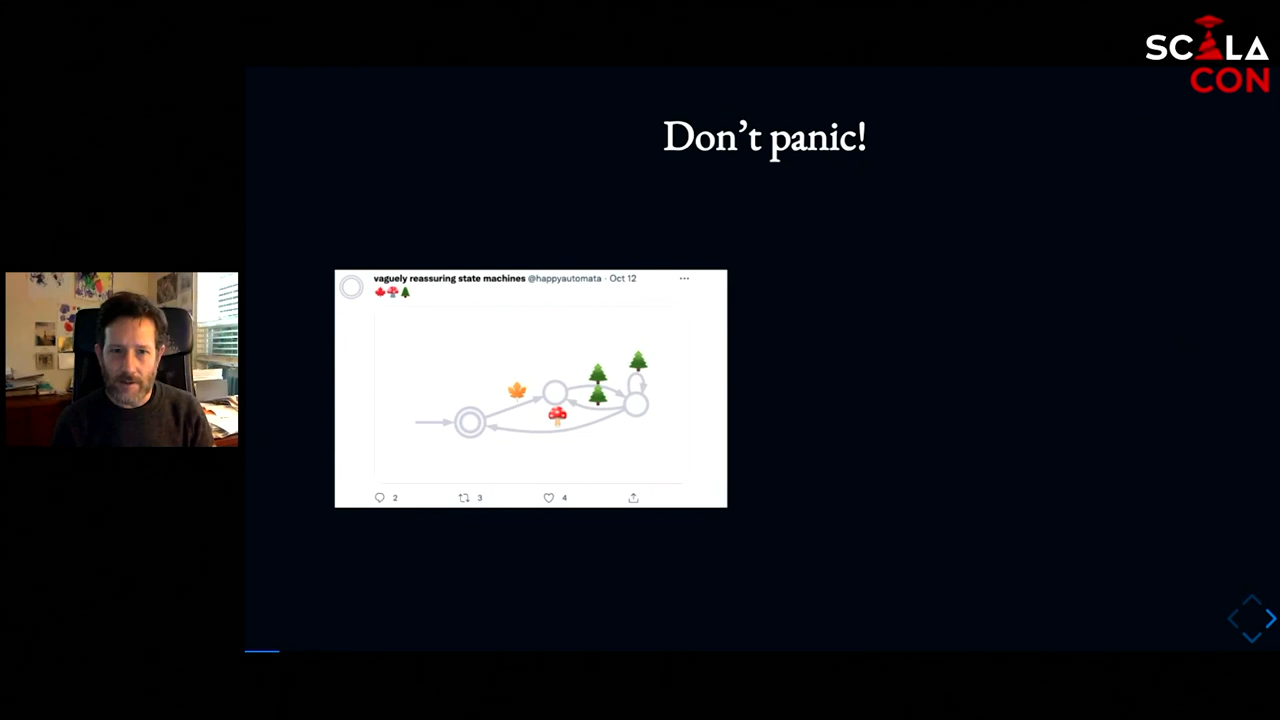 SCALA
CON
Don’t panic!
vaguely reassuring state machines @happyautomata · Oct 12
2 3 4